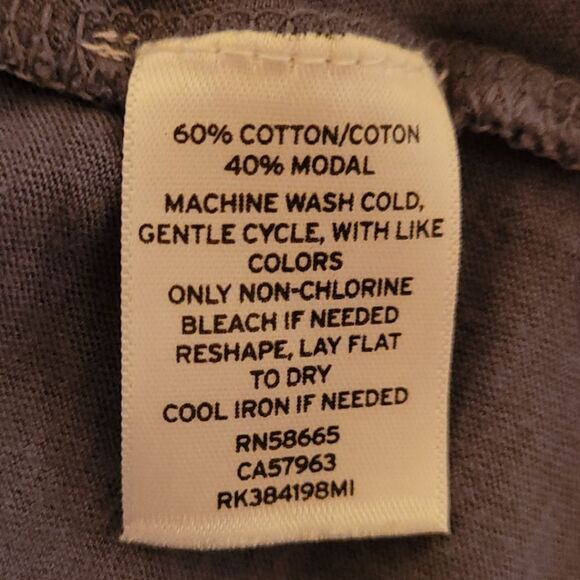 60% COTTON/COTON
40% MODAL
MACHINE WASH COLD,
GENTLE CYCLE, WITH LIKE
COLORS
ONLY NON-CHLORINE
BLEACH IF NEEDED
RESHAPE, LAY FLAT
TO DRY
COOL IRON IF NEEDED
RN58665
CA57963
RK384198MI